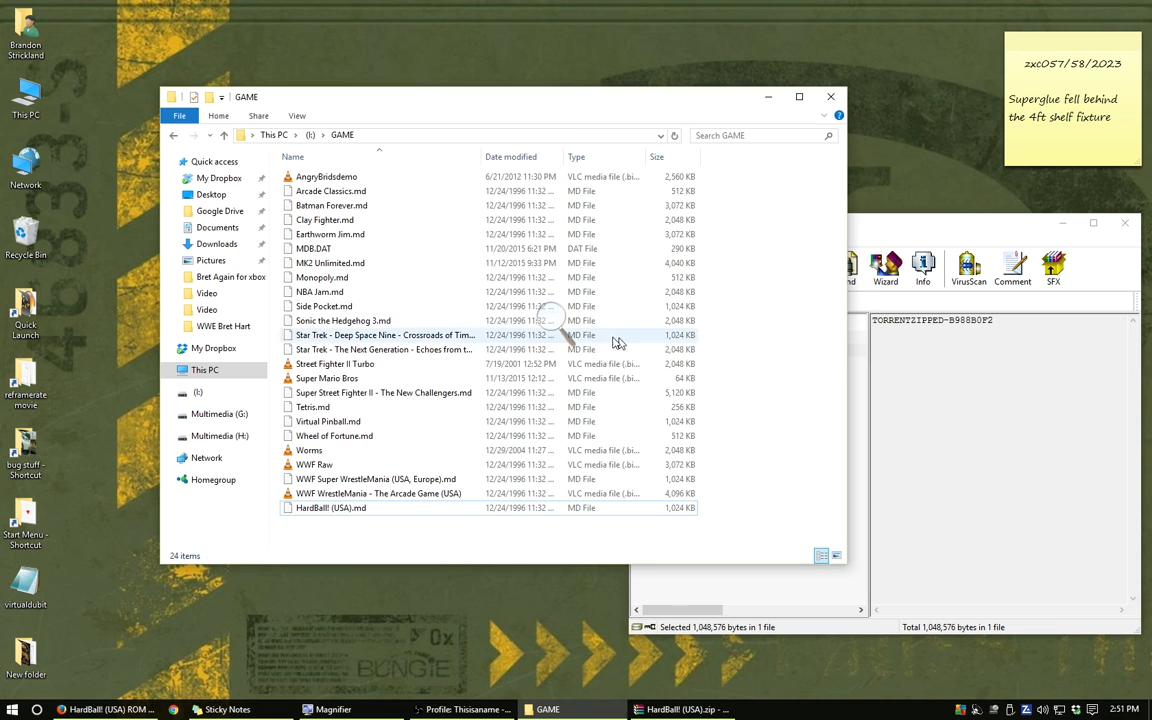 Brandon
Strickland
This PC
Network
Recycle Bin
Quick
Launch
reframerate
movie
bug stuff -
Shortcut
Start Menu -
Shortcut
virtualdubit
New folder
GAME
File Home Share View
This PC (I:) GAME
Search GAME
Name Date modified Type Size
Quick access
My Dropbox
Desktop
Google Drive
Documents
Downloads
Pictures
Bret Again for xbox
Video
Video
WWE Bret Hart
My Dropbox
This PC
(I:)
Multimedia (G:)
Multimedia (H:)
Network
Homegroup
AngryBridsdemo 6/21/2012 11:30 PM VLC media file (.bi... 2,560 KB
Arcade Classics.md 12/24/1996 11:32 ... MD File 512 KB
Batman Forever.md 12/24/1996 11:32 ... MD File 3,072 KB
Clay Fighter.md 12/24/1996 11:32 ... MD File 2,048 KB
Earthworm Jim.md 12/24/1996 11:32 ... MD File 3,072 KB
MDB.DAT 11/20/2015 6:21 PM DAT File 290 KB
MK2 Unlimited.md 11/12/2015 9:33 PM MD File 4,040 KB
Monopoly.md 12/24/1996 11:32 ... MD File 512 KB
NBA Jam.md 12/24/1996 11:32 ... MD File 2,048 KB
Side Pocket.md 12/24/1996 11:32 ... MD File 1,024 KB
Sonic the Hedgehog 3.md 12/24/1996 11:32 ... MD File 2,048 KB
Star Trek - Deep Space Nine - Crossroads of Tim... 12/24/1996 11:32 ... MD File 1,024 KB
Star Trek - The Next Generation - Echoes from t... 12/24/1996 11:32 ... MD File 2,048 KB
Street Fighter II Turbo 7/19/2001 12:52 PM VLC media file (.bi... 2,048 KB
Super Mario Bros 11/13/2015 12:12 ... VLC media file (.bi... 64 KB
Super Street Fighter II - The New Challengers.md 12/24/1996 11:32 ... MD File 5,120 KB
Tetris.md 12/24/1996 11:32 ... MD File 256 KB
Virtual Pinball.md 12/24/1996 11:32 ... MD File 1,024 KB
Wheel of Fortune.md 12/24/1996 11:32 ... MD File 512 KB
Worms 12/29/2004 11:27 ... VLC media file (.bi... 2,048 KB
WWF Raw 12/24/1996 11:32 ... VLC media file (.bi... 3,072 KB
WWF Super WrestleMania (USA, Europe).md 12/24/1996 11:32 ... MD File 1,024 KB
WWF WrestleMania - The Arcade Game (USA) 12/24/1996 11:32 ... VLC media file (.bi... 4,096 KB
HardBall! (USA).md 12/24/1996 11:32 ... MD File 1,024 KB
24 items
zxc057/58/2023
Superglue fell behind
the 4ft shelf fixture
nd Wizard Info VirusScan Comment SFX
TORRENTZIPPED-B988B0F2
Selected 1,048,576 bytes in 1 file Total 1,048,576 bytes in 1 file
0x
BUNGIE
HardBall! (USA) ROM ... Sticky Notes Magnifier Profile: Thisisaname -... GAME HardBall! (USA).zip - ... 2:51 PM